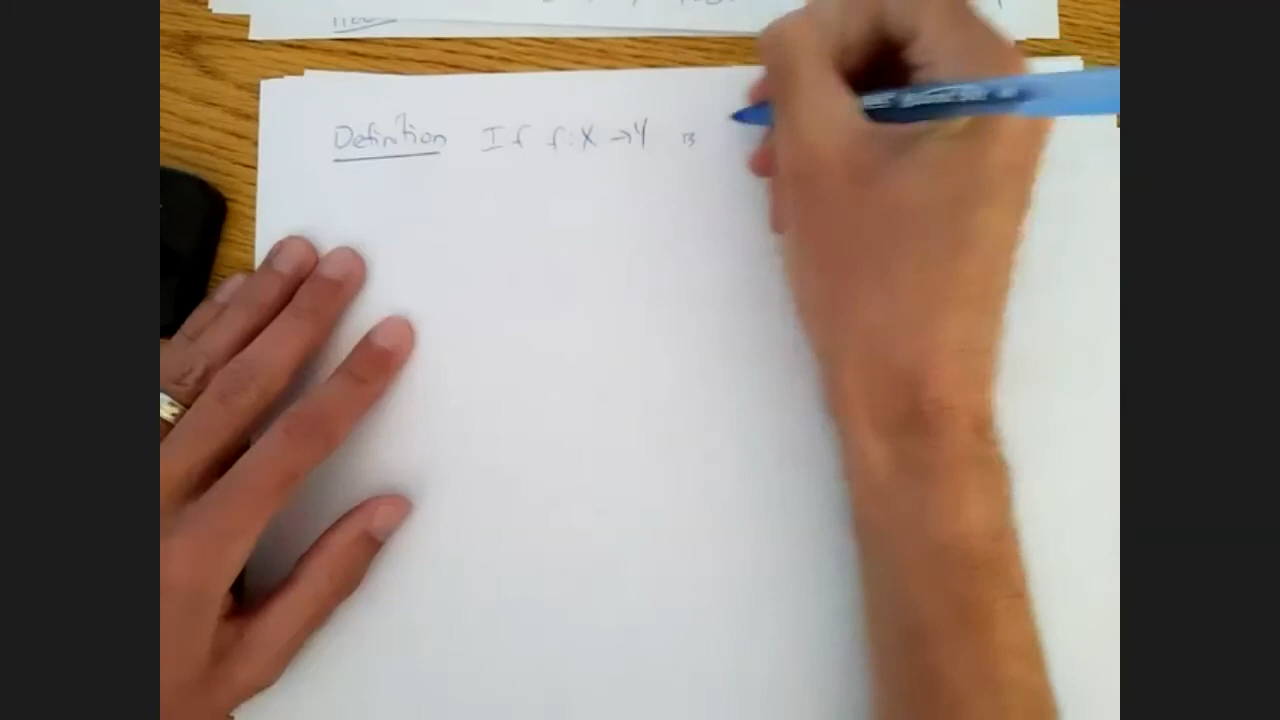 Definition If f: X → Y is